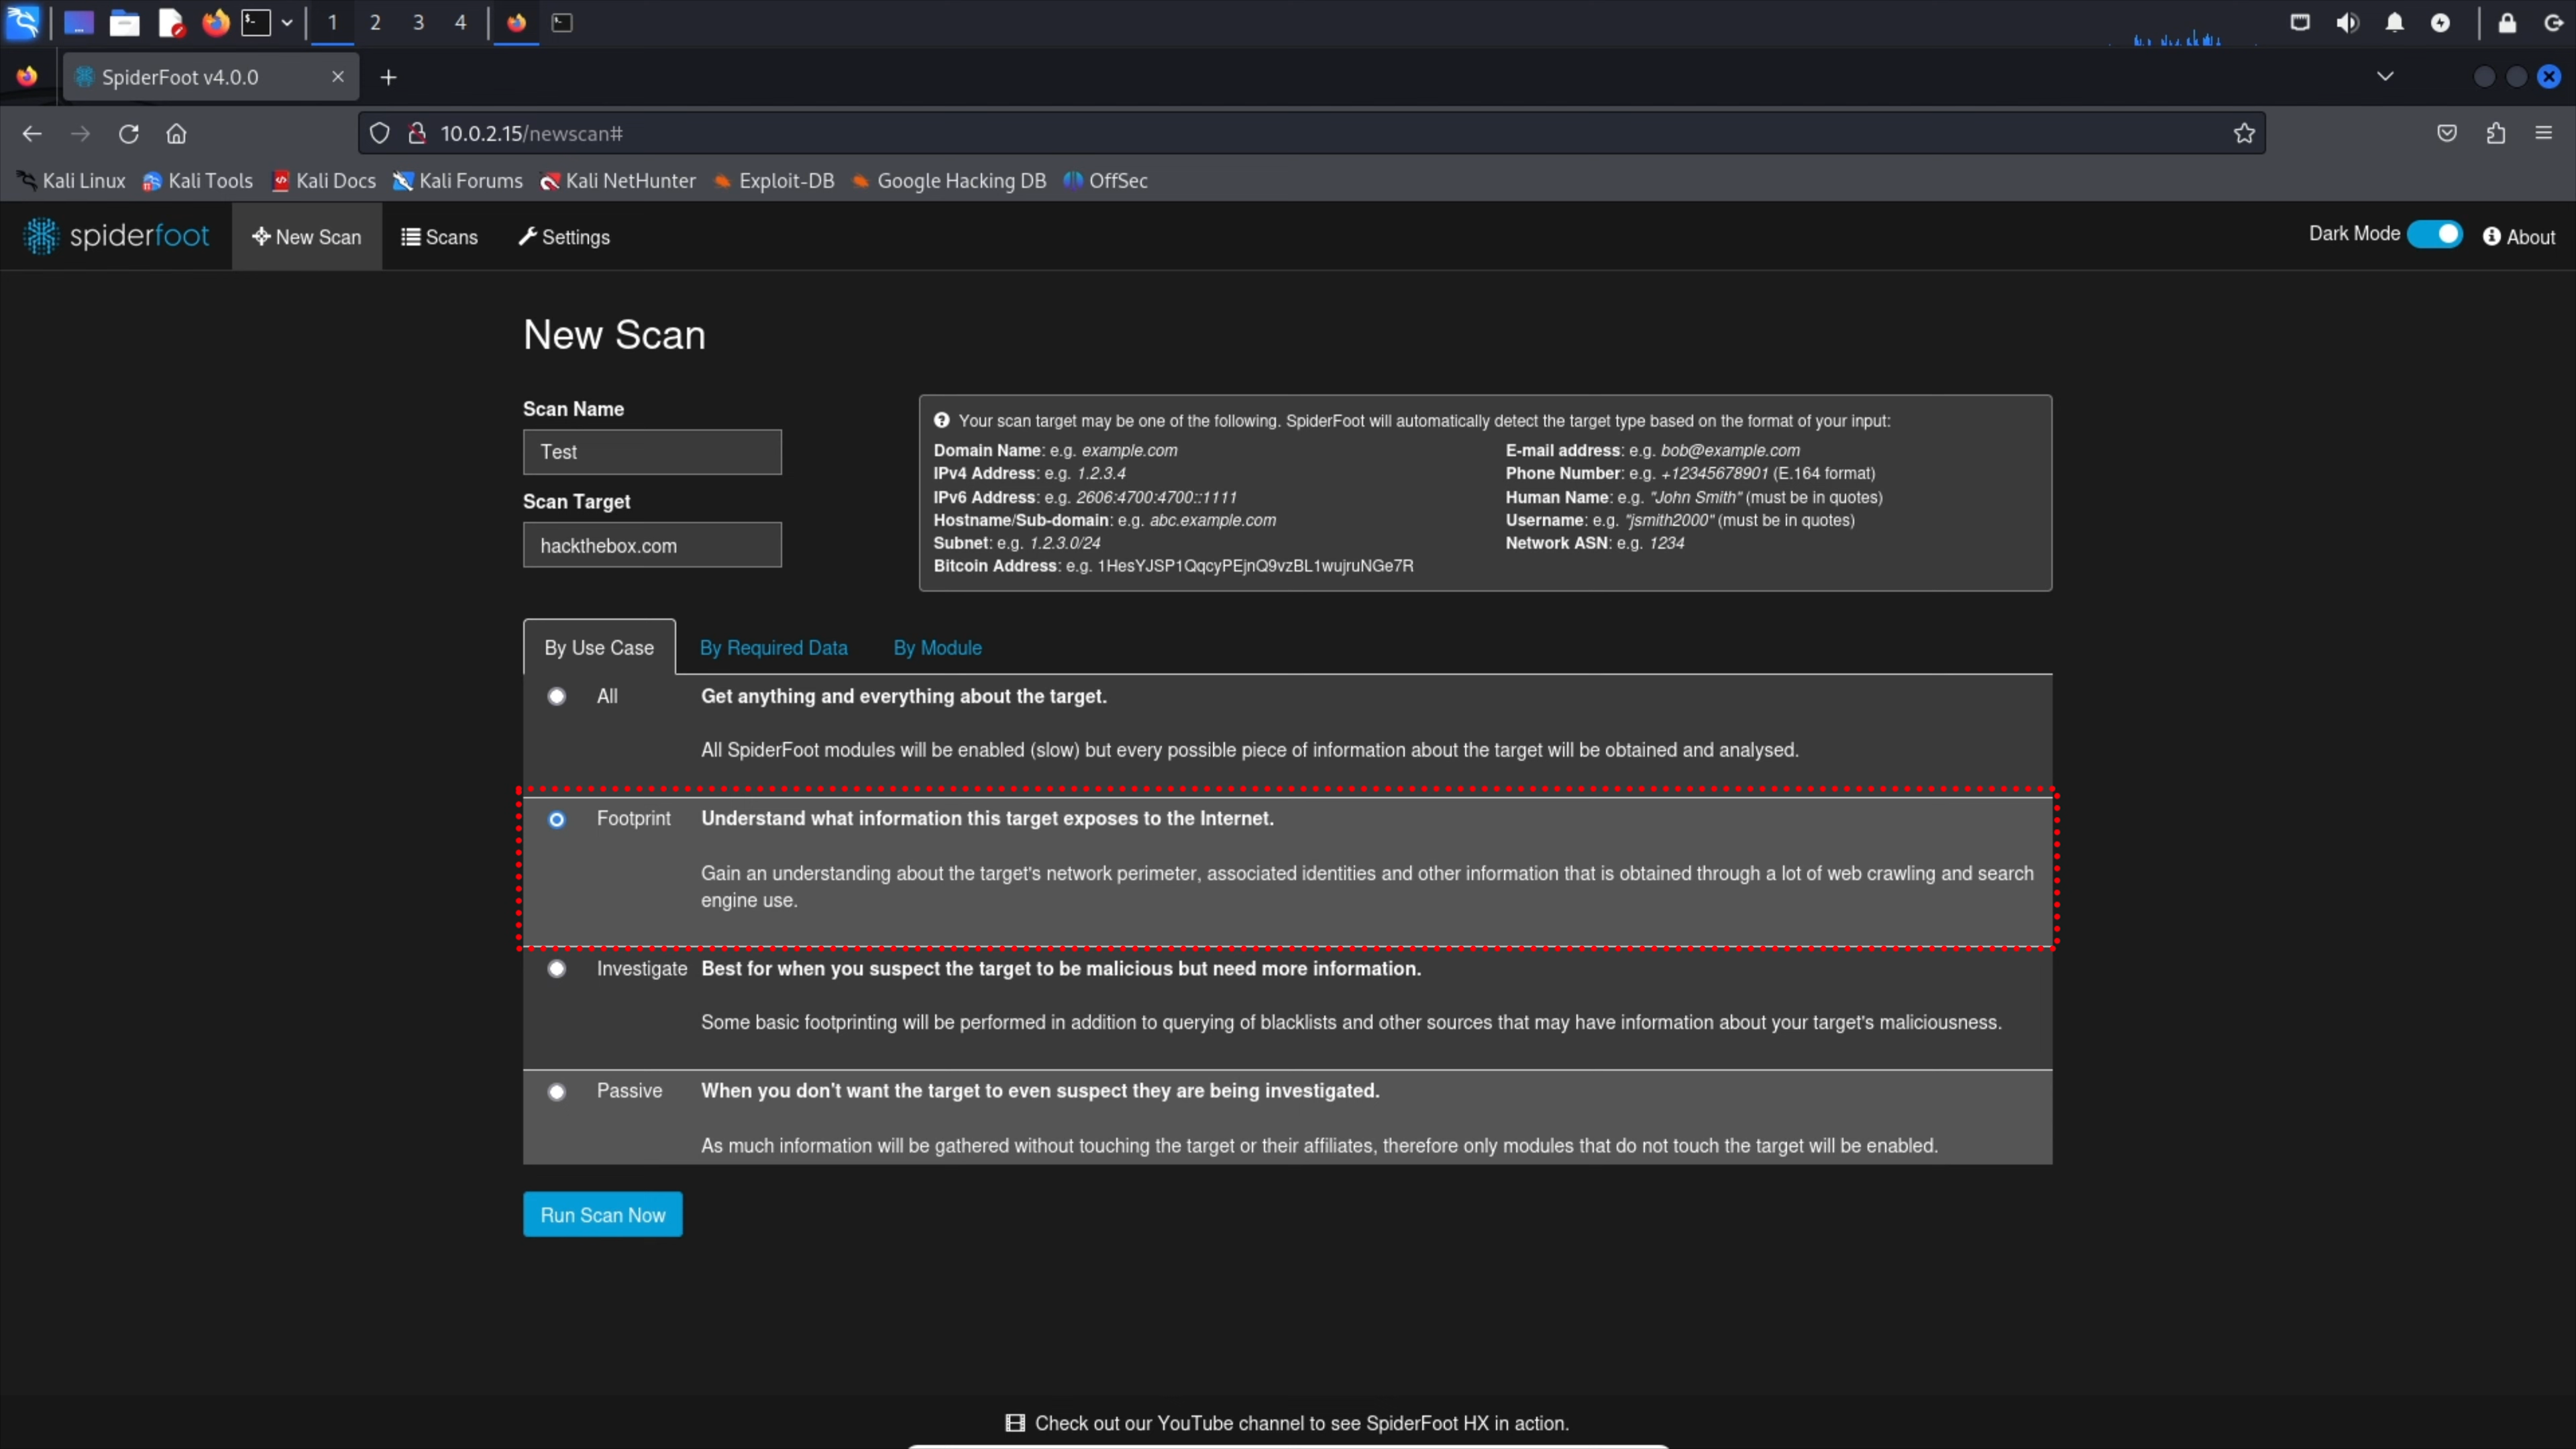 1 2 3 4
SpiderFoot v4.0.0
10.0.2.15/newscan#
Kali Linux Kali Tools Kali Docs Kali Forums Kali NetHunter Exploit-DB Google Hacking DB OffSec
spiderfoot New Scan Scans Settings Dark Mode About
New Scan
Scan Name
Test
Scan Target
hackthebox.com
Your scan target may be one of the following. SpiderFoot will automatically detect the target type based on the format of your input:
Domain Name: e.g. example.com
IPv4 Address: e.g. 1.2.3.4
IPv6 Address: e.g. 2606:4700:4700::1111
Hostname/Sub-domain: e.g. abc.example.com
Subnet: e.g. 1.2.3.0/24
Bitcoin Address: e.g. 1HesYJSP1QqcyPEjnQ9vzBL1wujruNGe7R
E-mail address: e.g. bob@example.com
Phone Number: e.g. +12345678901 (E.164 format)
Human Name: e.g. "John Smith" (must be in quotes)
Username: e.g. "jsmith2000" (must be in quotes)
Network ASN: e.g. 1234
By Use Case By Required Data By Module
All Get anything and everything about the target.
All SpiderFoot modules will be enabled (slow) but every possible piece of information about the target will be obtained and analysed.
Footprint Understand what information this target exposes to the Internet.
Gain an understanding about the target's network perimeter, associated identities and other information that is obtained through a lot of web crawling and search
engine use.
Investigate Best for when you suspect the target to be malicious but need more information.
Some basic footprinting will be performed in addition to querying of blacklists and other sources that may have information about your target's maliciousness.
Passive When you don't want the target to even suspect they are being investigated.
As much information will be gathered without touching the target or their affiliates, therefore only modules that do not touch the target will be enabled.
Run Scan Now
Check out our YouTube channel to see SpiderFoot HX in action.